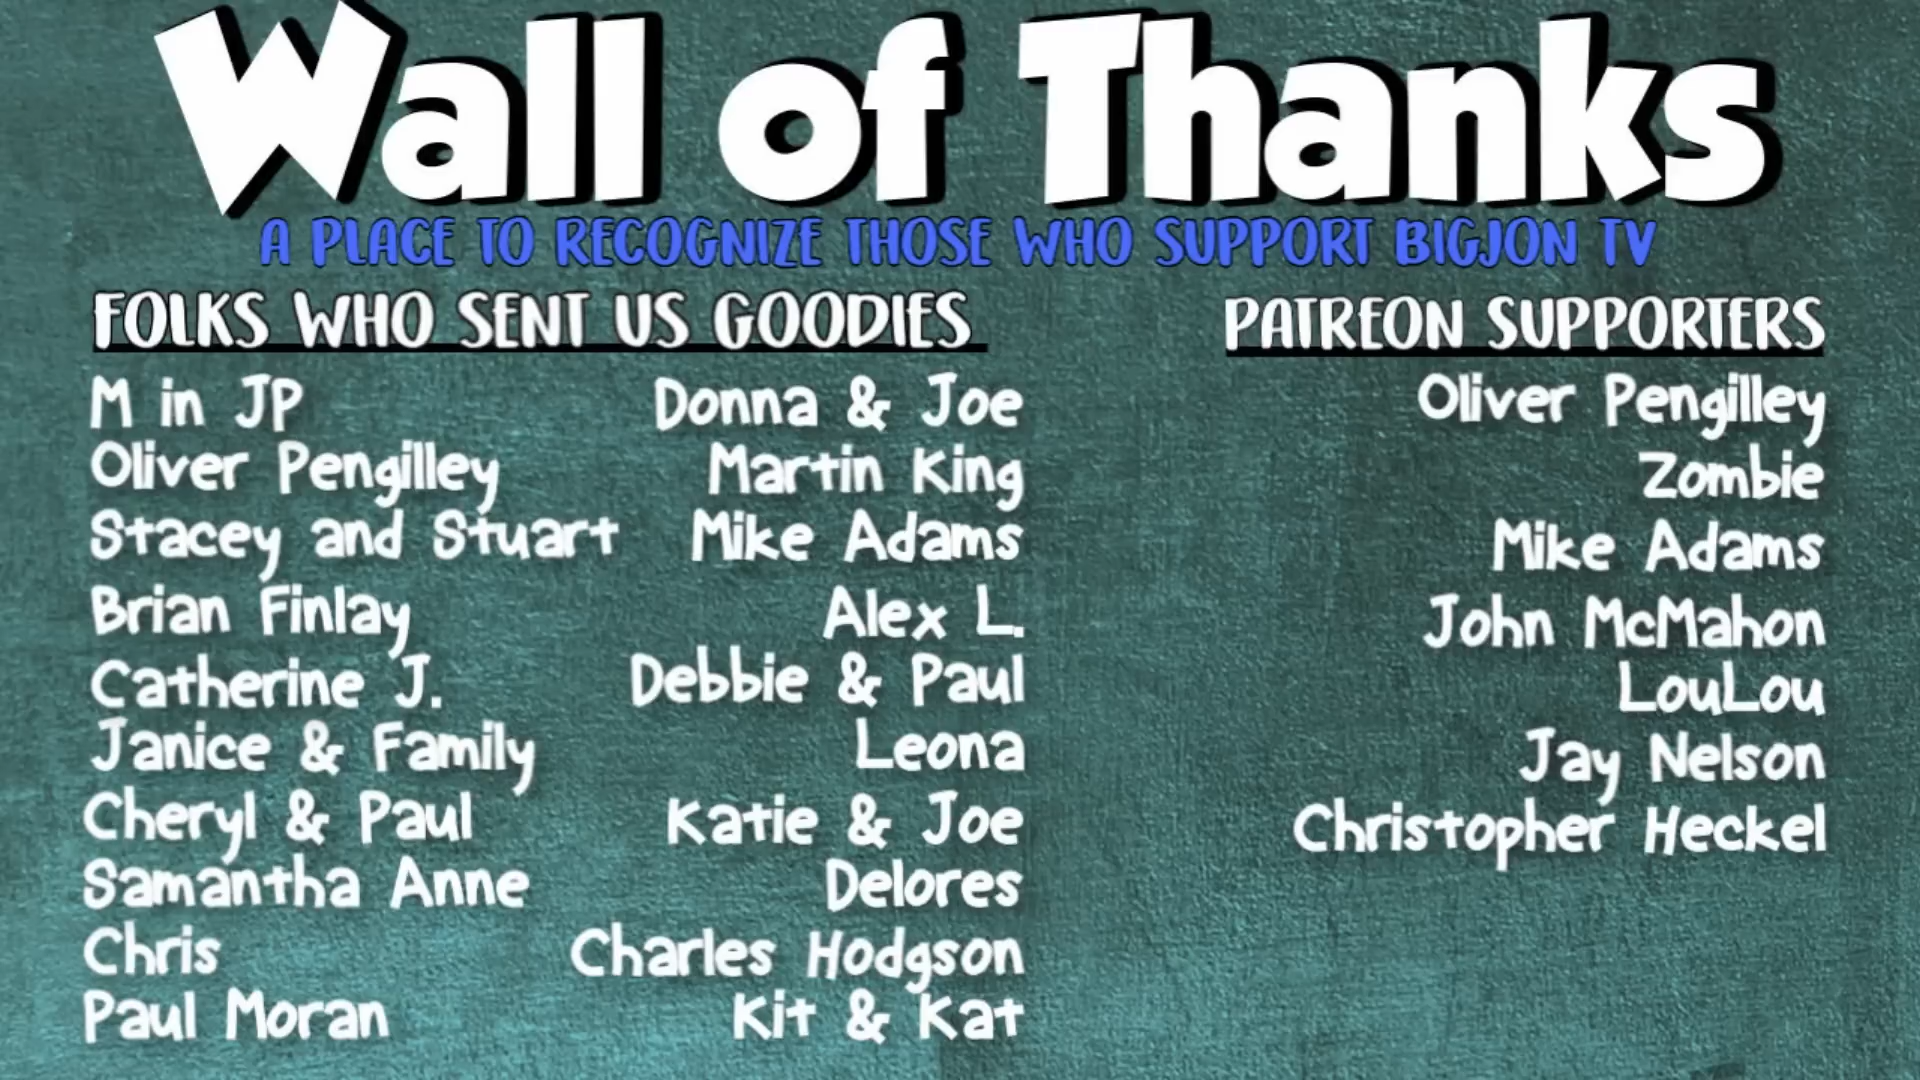 Wall of Thanks
A PLACE TO RECOGNIZE THOSE WHO SUPPORT BIGJON TV
FOLKS WHO SENT US GOODIES
M in JP
Oliver Pengilley
Stacey and Stuart
Brian Finlay
Catherine J.
Janice & Family
Cheryl & Paul
Samantha Anne
Chris
Paul Moran
Donna & Joe
Martin King
Mike Adams
Alex L.
Debbie & Paul
Leona
Katie & Joe
Delores
Charles Hodgson
Kit & Kat
PATREON SUPPORTERS
Oliver Pengilley
Zombie
Mike Adams
John McMahon
LouLou
Jay Nelson
Christopher Heckel